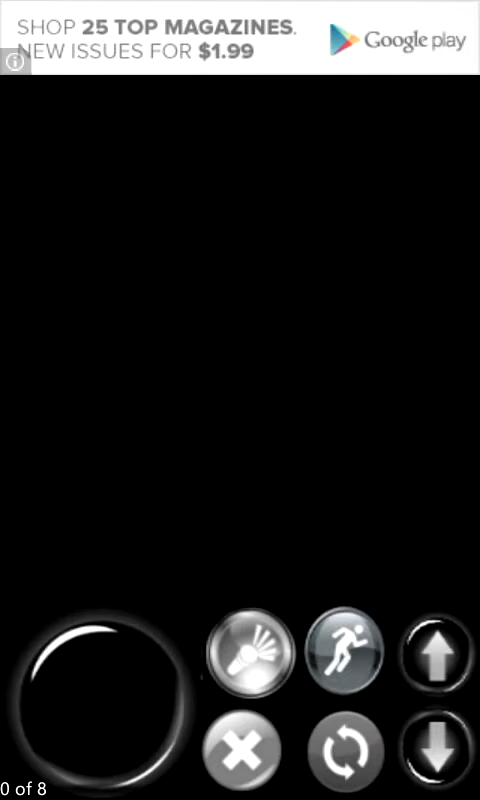 SHOP 25 TOP MAGAZINES.
NEW ISSUES FOR $1.99
Google play
0 of 8